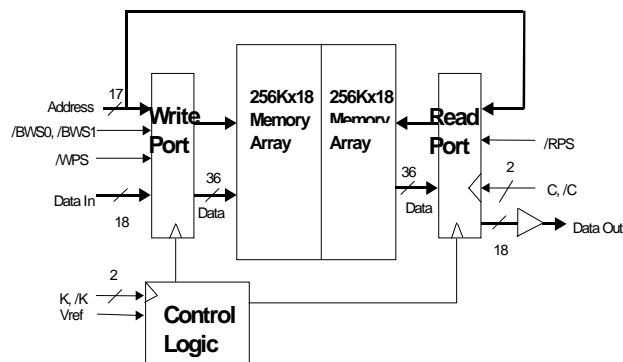 17
Address
/BWS0, /BWS1
/WPS
Data In
18
Write
Port
36
Data
256Kx18
Memory
Array
256Kx18
Memory
Array
36
Data
Read
Port
/RPS
2
C, /C
18
Data Out
2
K, /K
Vref
Control
Logic